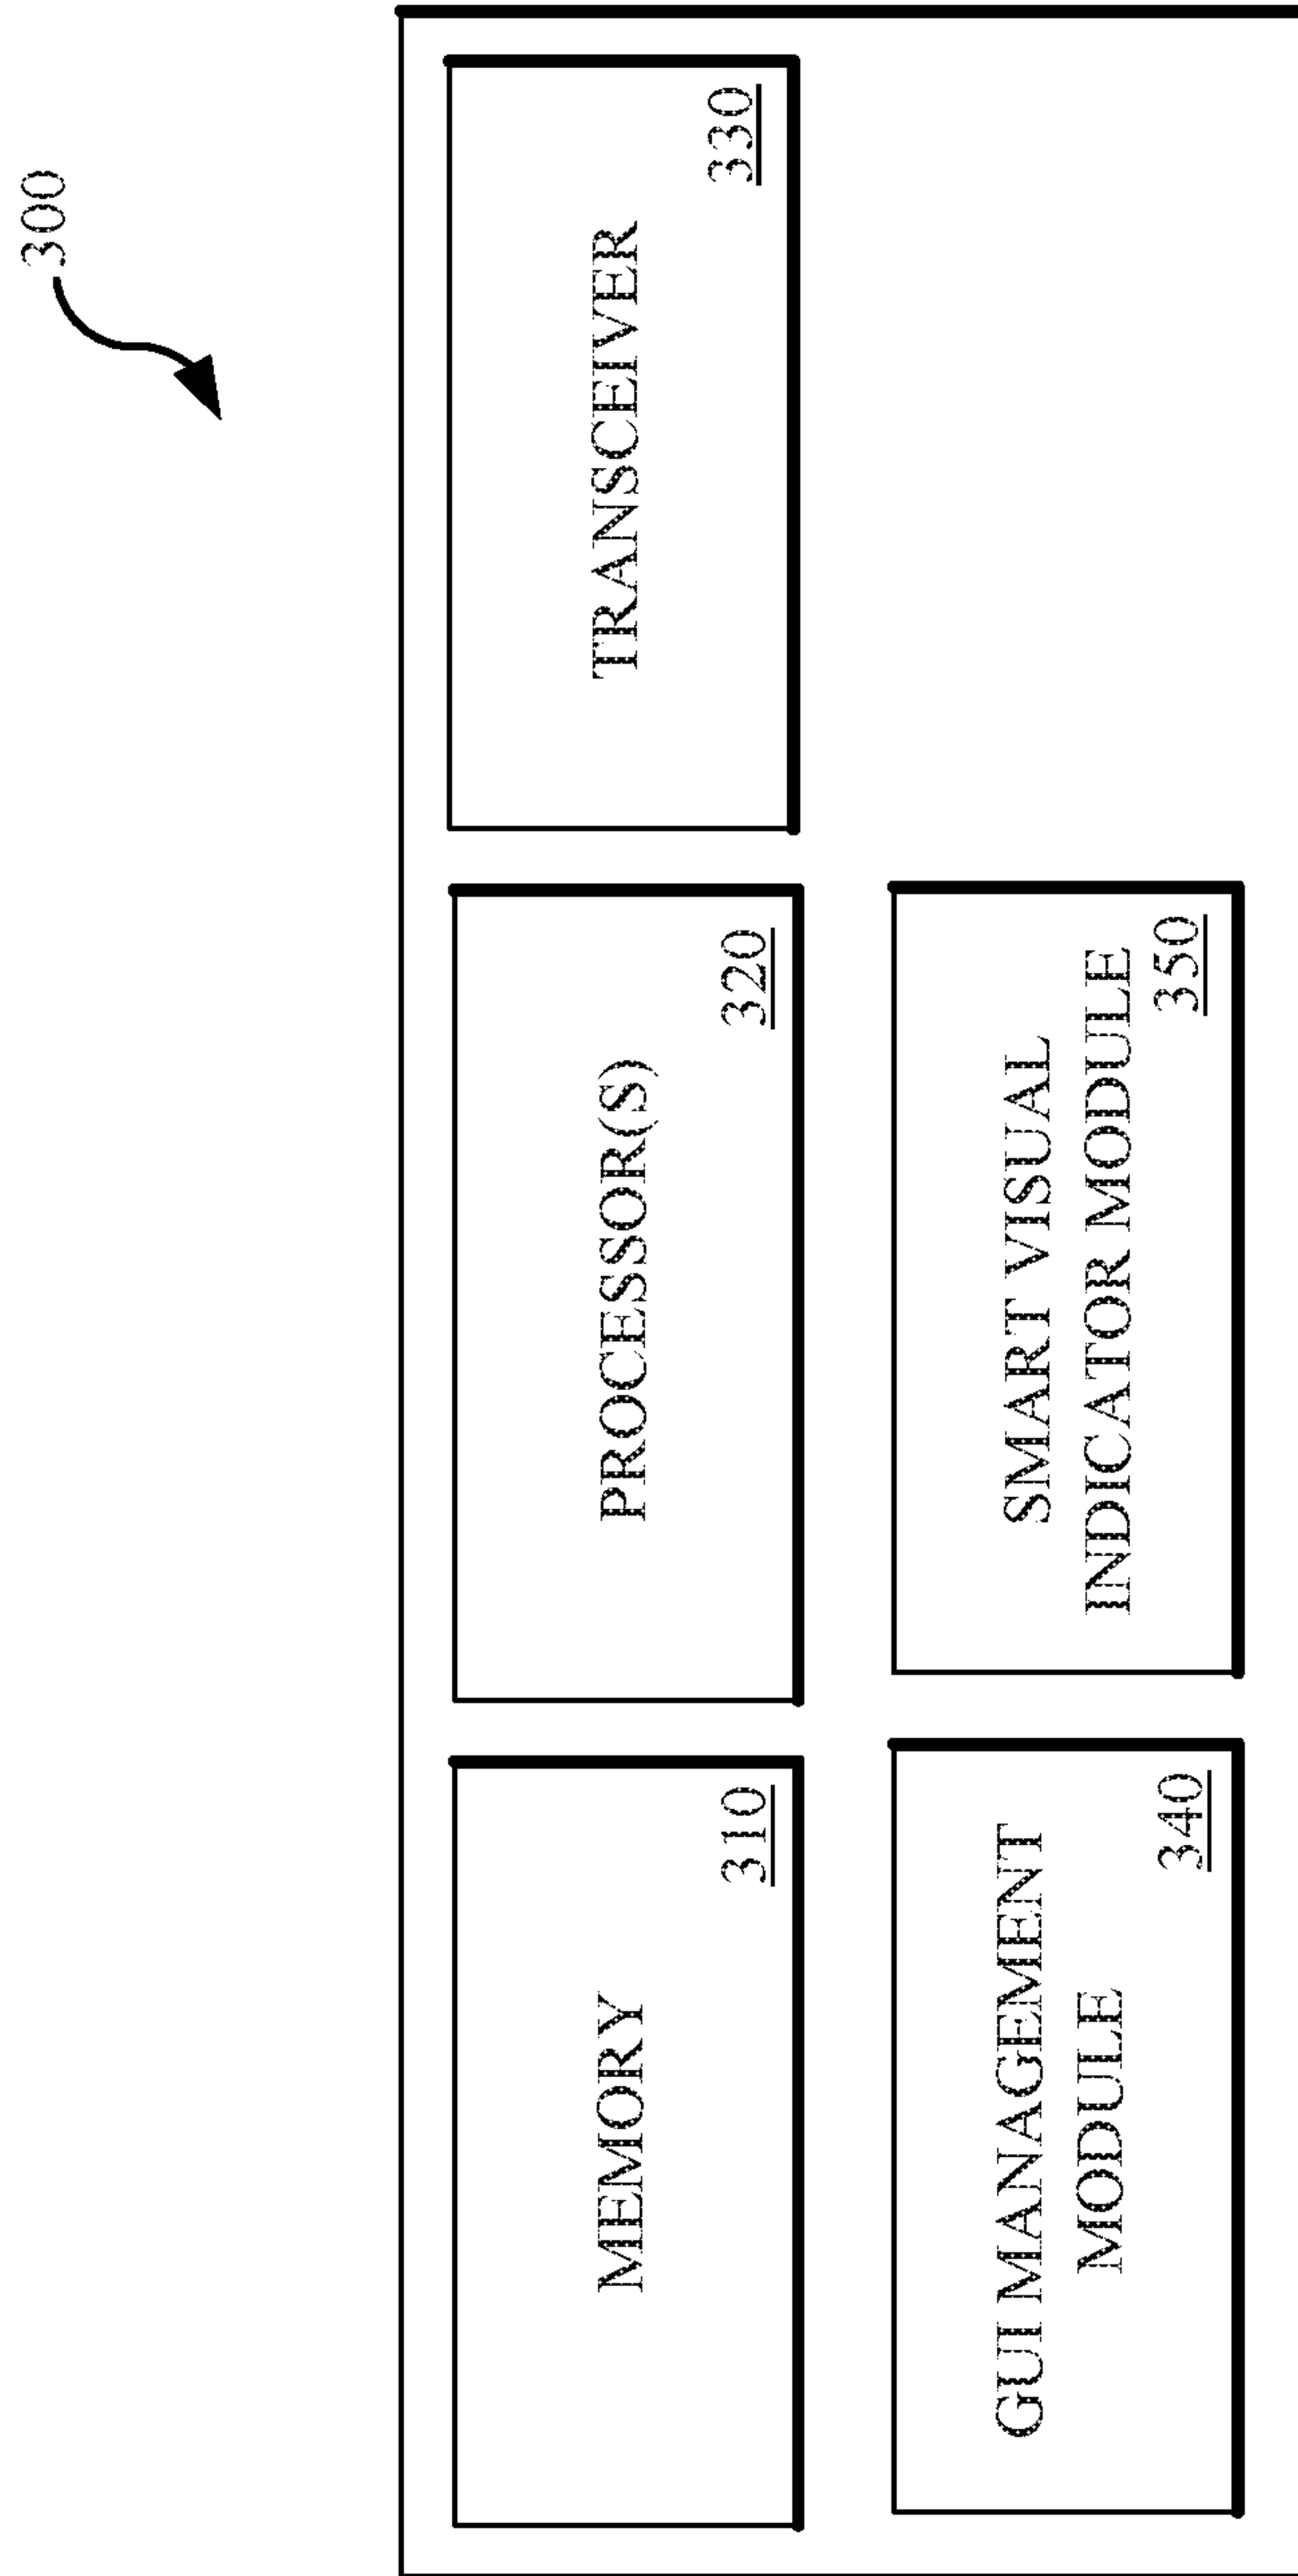 300
MEMORY
310
PROCESSOR(S)
320
TRANSCEIVER
330
GUI MANAGEMENT
MODULE
340
SMART VISUAL
INDICATOR MODULE
350